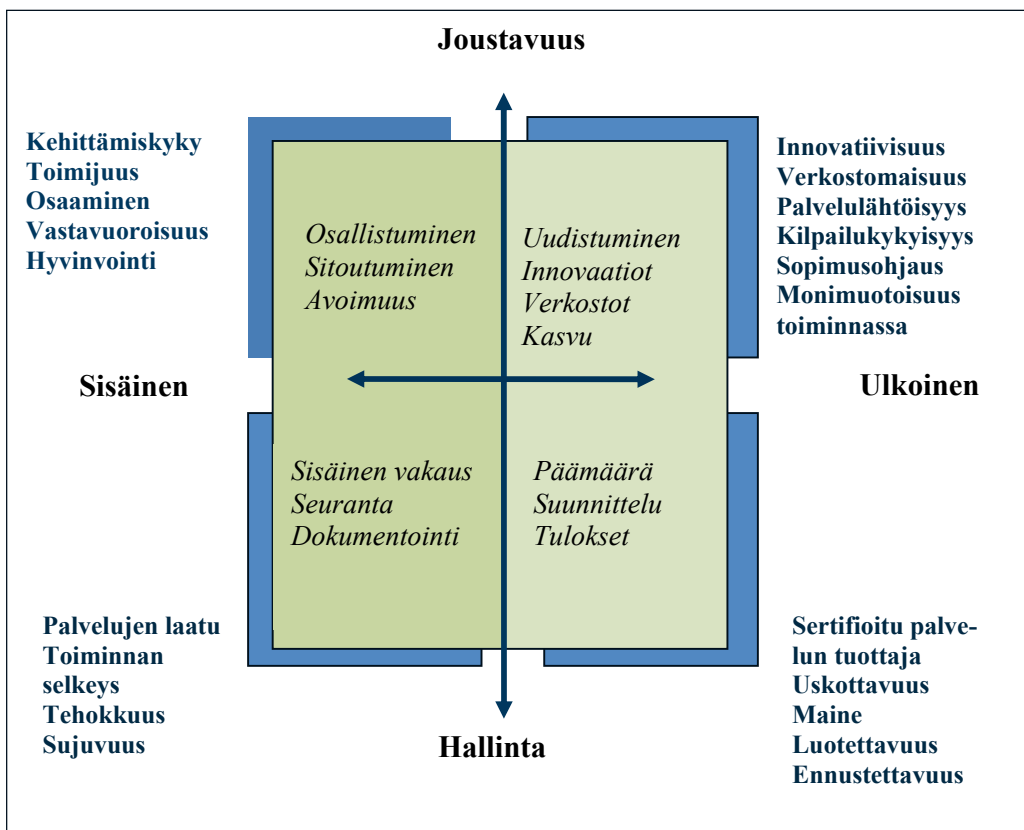 Joustavuus
Kehittämiskyky
Toimijuus
Osaaminen
Vastavuoroisuus
Hyvinvointi
Osallistuminen
Sitoutuminen
Avoimuus
Uudistuminen
Innovaatiot
Verkostot
Kasvu
Innovatiivisuus
Verkostomaisuus
Palvelulähtöisyys
Kilpailukykyisyys
Sopimusohjaus
Monimuotoisuus
toiminnassa
Sisäinen
Ulkoinen
Sisäinen vakaus
Seuranta
Dokumentointi
Päämäärä
Suunnittelu
Tulokset
Palvelujen laatu
Toiminnan
selkeys
Tehokkuus
Sujuvuus
Sertifioitu palve-
lun tuottaja
Uskottavuus
Maine
Luotettavuus
Ennustettavuus
Hallinta